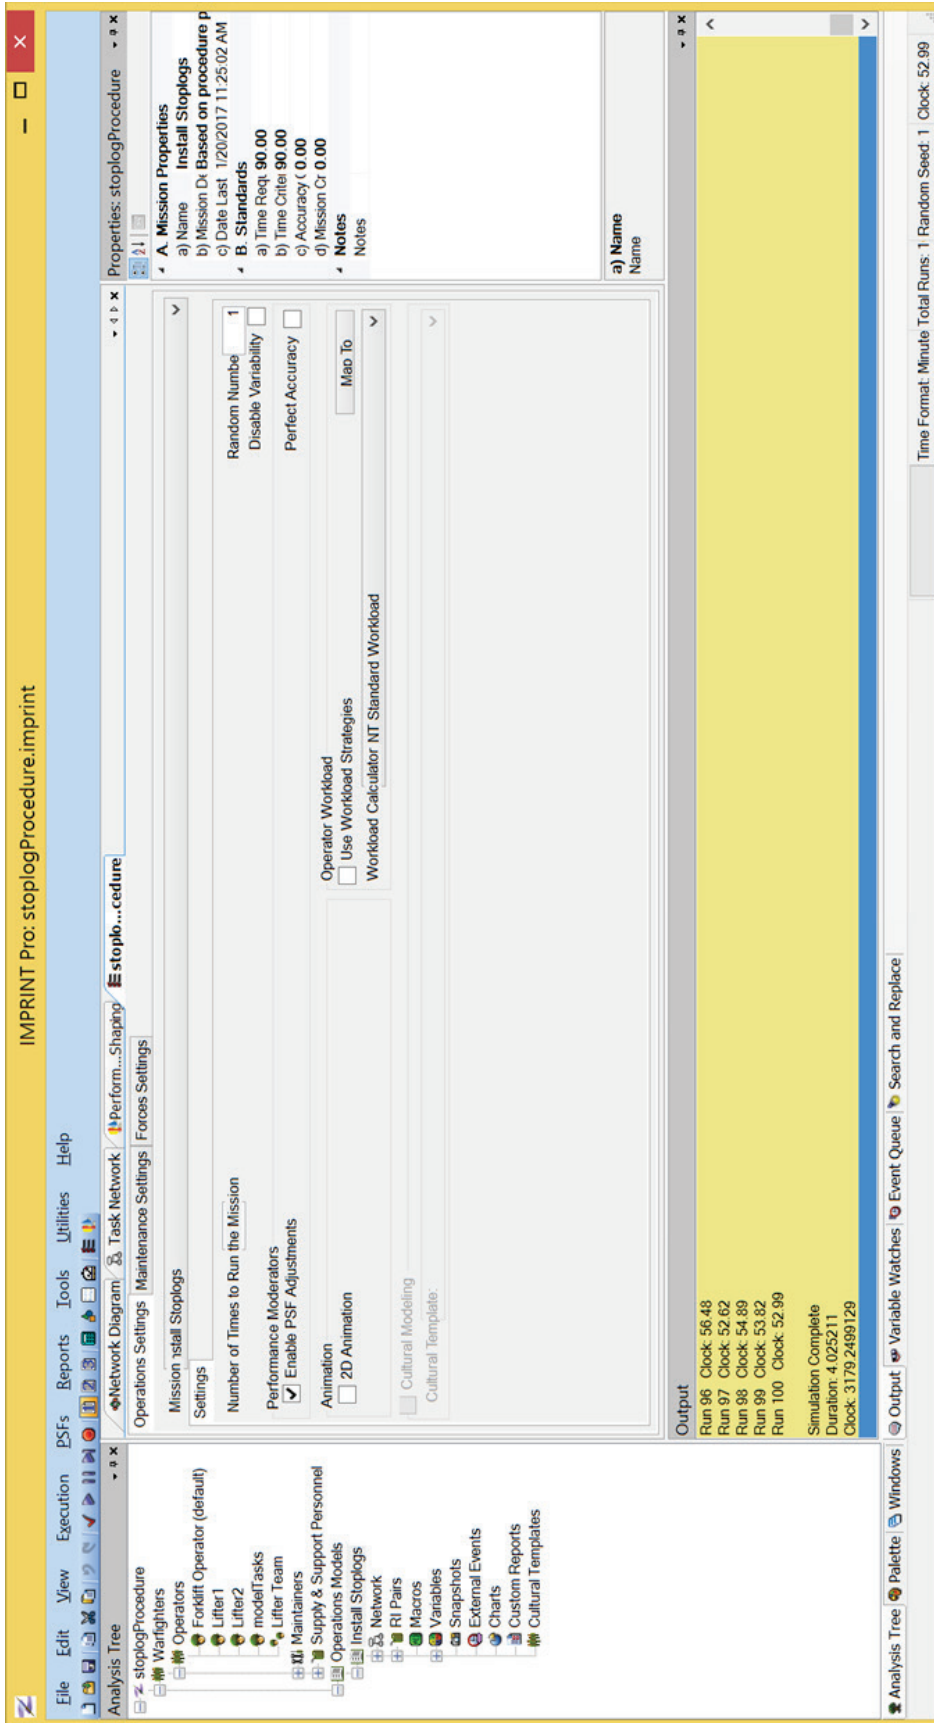 IMPRINT Pro: stoplogProcedure.imprint
File Edit View Execution PSFs Reports Tools Utilities Help
Analysis Tree
stoplogProcedure
Warfighters
Operators
Forklift Operator (default)
Lifter1
Lifter2
modelTasks
Lifter Team
Maintainers
Supply & Support Personnel
Operations Models
Install Stoplogs
Network
RI Pairs
Macros
Variables
Snapshots
External Events
Charts
Custom Reports
Cultural Templates
Analysis Tree Palette Windows
Network Diagram Task Network Perform...Shaping stoplo...cedure
Operations Settings Maintenance Settings Forces Settings
Mission nstall Stoplogs
Settings
Number of Times to Run the Mission
Random Numbe 1
Disable Variability
Performance Moderators
Enable PSF Adjustments
Perfect Accuracy
Animation
2D Animation
Operator Workload
Use Workload Strategies
Map To
Workload Calculator NT Standard Workload
Cultural Modeling
Cultural Template:
Properties: stoplogProcedure
A. Mission Properties
a) Name Install Stoplogs
b) Mission De Based on procedure p
c) Date Last 1/20/2017 11:25:02 AM
B. Standards
a) Time Requ 90.00
b) Time Criter 90.00
c) Accuracy ( 0.00
d) Mission Cr 0.00
Notes
Notes
a) Name
Name
Output
Run 96 Clock: 56.48
Run 97 Clock: 52.62
Run 98 Clock: 54.89
Run 99 Clock: 53.82
Run 100 Clock: 52.99
Simulation Complete
Duration: 4.025211
Clock: 3179.2499129
Output Variable Watches Event Queue Search and Replace
Time Format: Minute Total Runs: 1 Random Seed: 1 Clock: 52.99